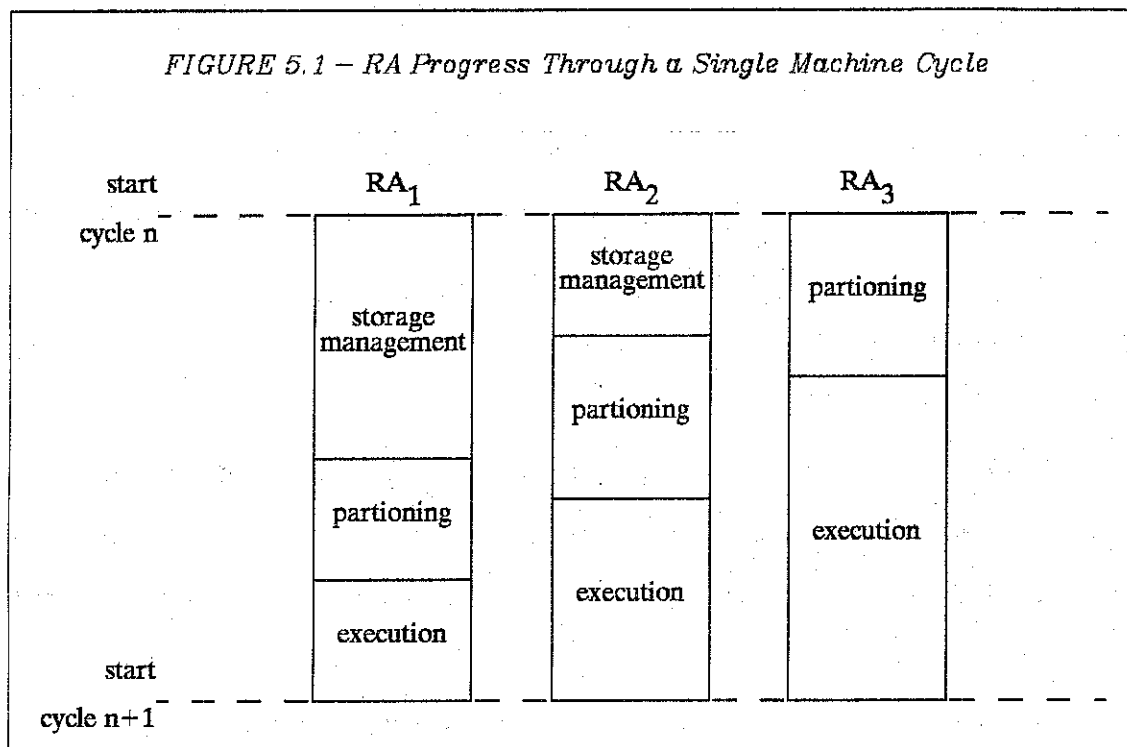 FIGURE 5.1 – RA Progress Through a Single Machine Cycle
start
RA1
RA2
RA3
cycle n
storage
management
partioning
execution
storage
management
partioning
execution
partioning
execution
start
cycle n+1